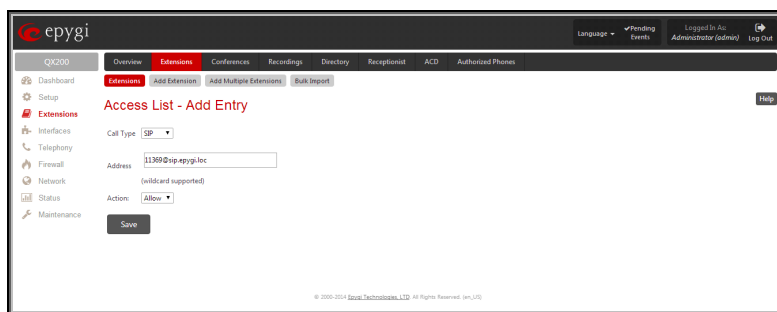 epygi
Language
Pending Events
Logged In As:
Administrator (admin)
Log Out
QX200
Overview Extensions Conferences Recordings Directory Receptionist ACD Authorized Phones
Dashboard
Setup
Extensions
Interfaces
Telephony
Firewall
Network
Status
Maintenance
Extensions Add Extension Add Multiple Extensions Bulk Import
Help
Access List - Add Entry
Call Type SIP
Address 11369@sip.epygi.loc
(wildcard supported)
Action: Allow
Save
© 2000-2014 Epygi Technologies, LTD. All Rights Reserved. (en_US)